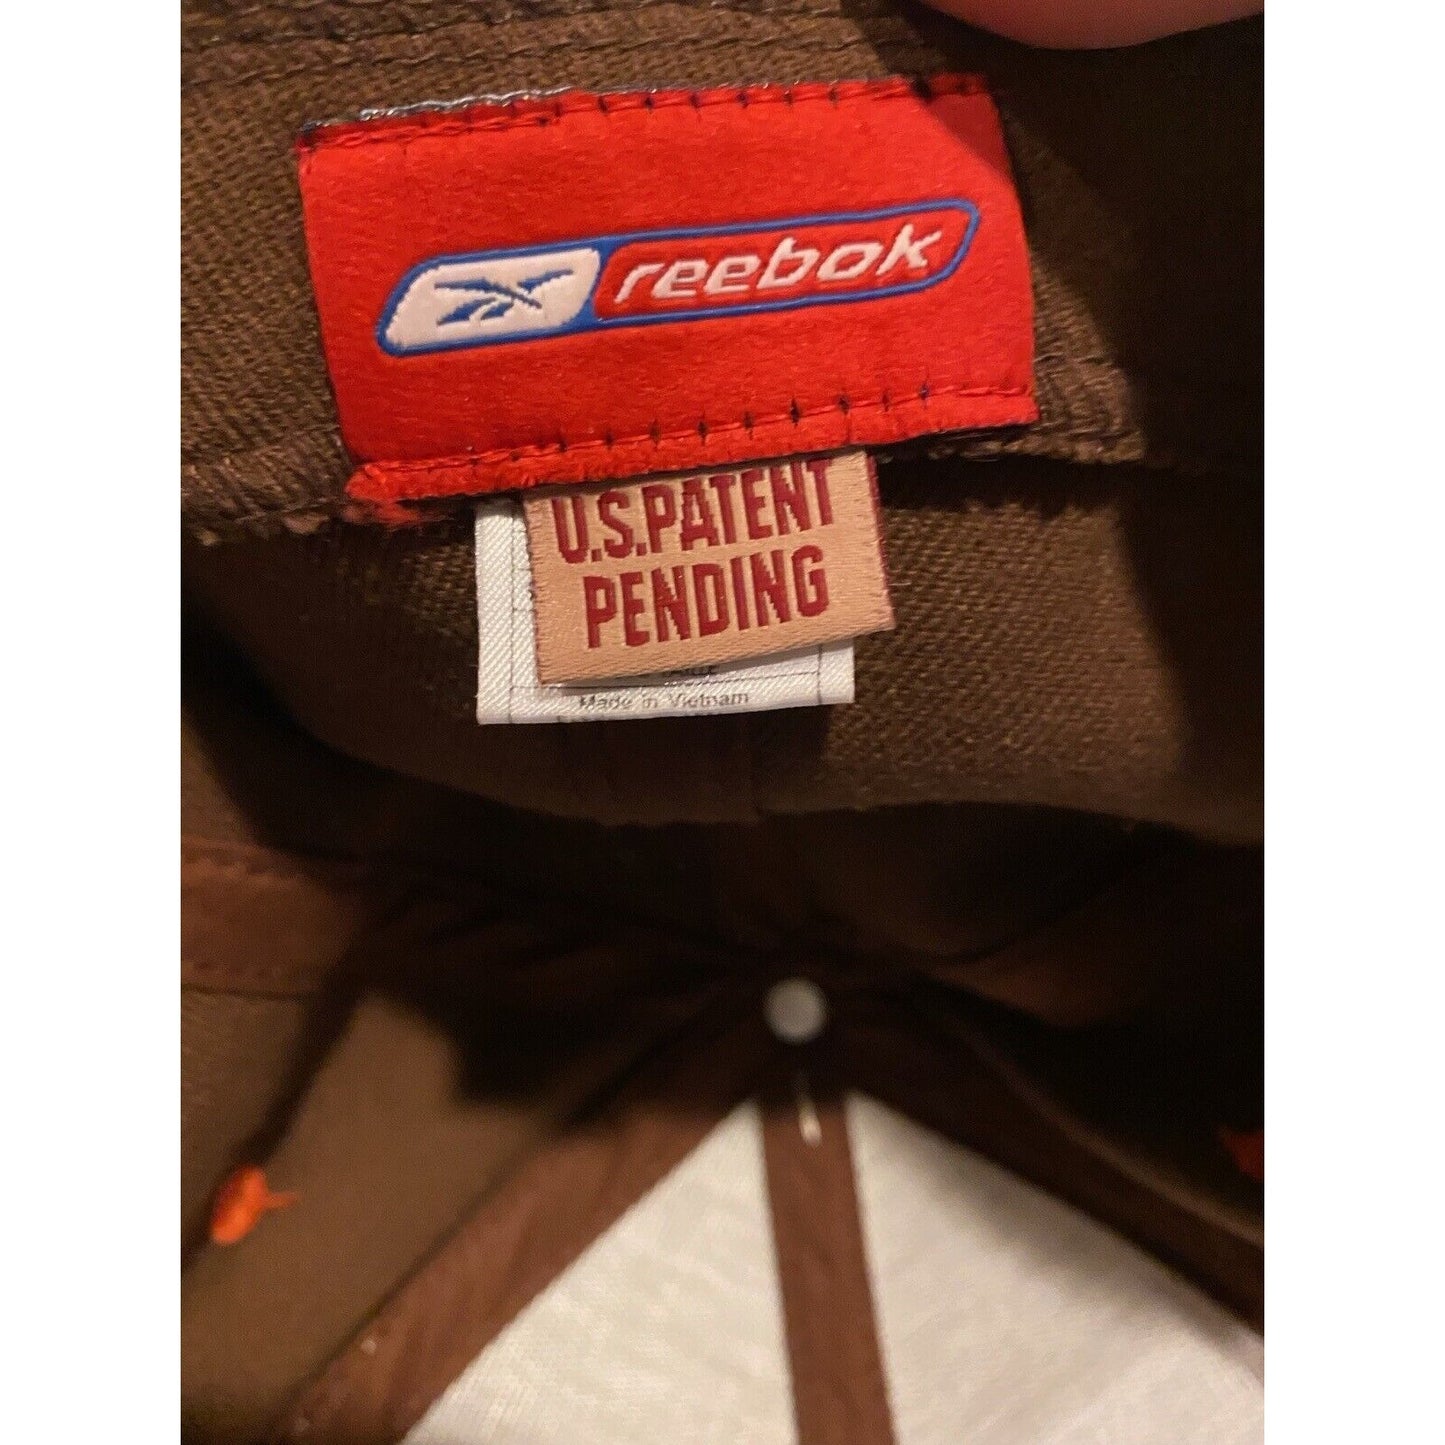 reebok
U.S.PATENT
PENDING
Made in Vietnam